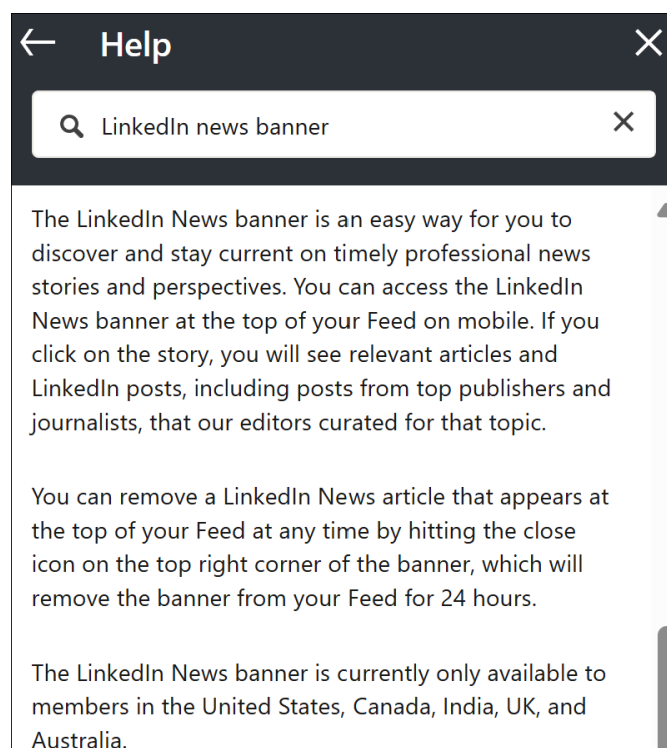 Help
LinkedIn news banner
The LinkedIn News banner is an easy way for you to
discover and stay current on timely professional news
stories and perspectives. You can access the LinkedIn
News banner at the top of your Feed on mobile. If you
click on the story, you will see relevant articles and
LinkedIn posts, including posts from top publishers and
journalists, that our editors curated for that topic.
You can remove a LinkedIn News article that appears at
the top of your Feed at any time by hitting the close
icon on the top right corner of the banner, which will
remove the banner from your Feed for 24 hours.
The LinkedIn News banner is currently only available to
members in the United States, Canada, India, UK, and
Australia.